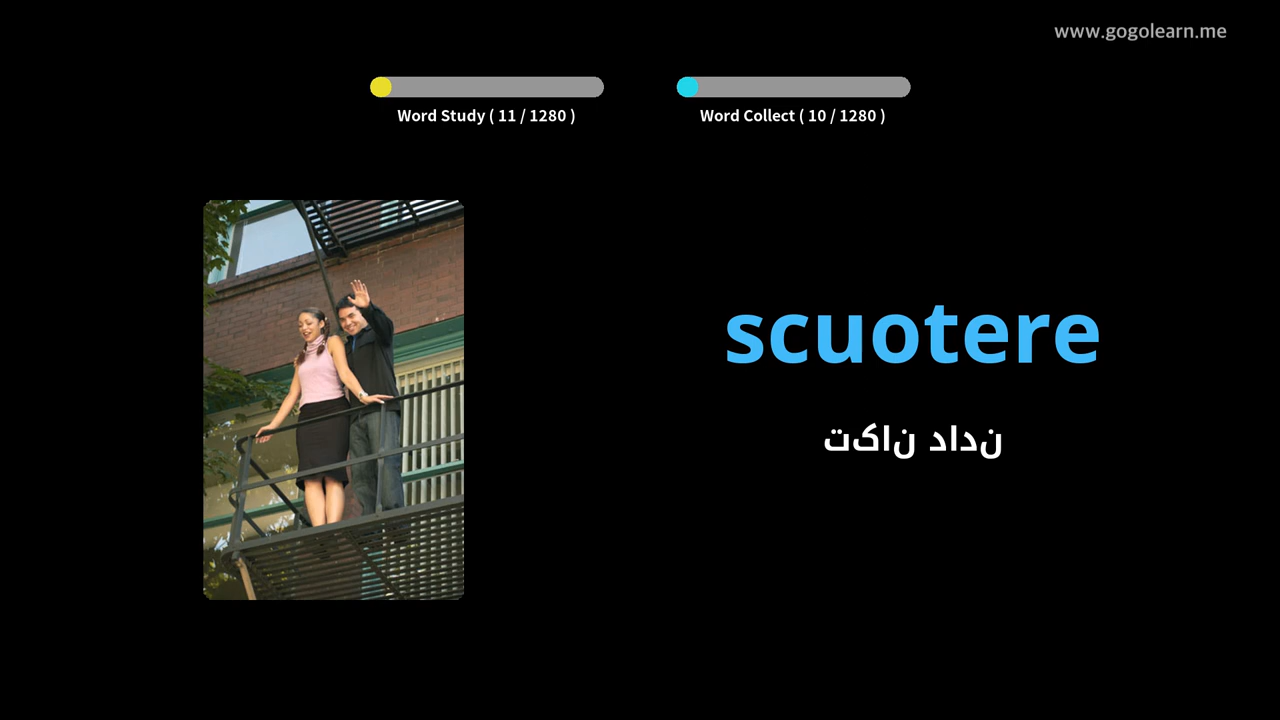 www.gogolearn.me
Word Study ( 11 / 1280 )
Word Collect ( 10 / 1280 )
scuotere
تکان دادن